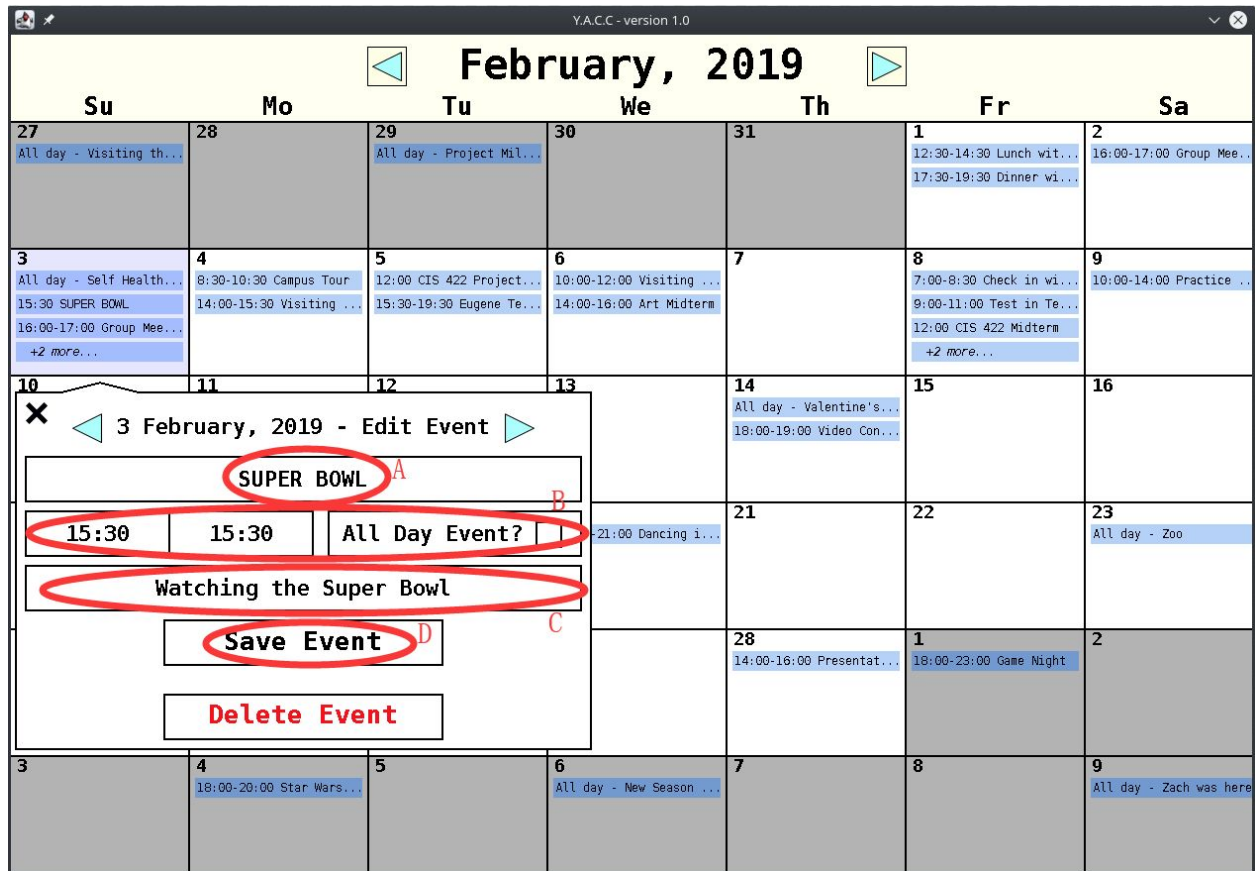 Y.A.C.C - version 1.0
February, 2019
Su Mo Tu We Th Fr Sa
27 28 29 30 31 1 2
All day - Visiting th... All day - Project Mil... 12:30-14:30 Lunch wit... 16:00-17:00 Group Mee..
17:30-19:30 Dinner wi...
3 4 5 6 7 8 9
All day - Self Health... 8:30-10:30 Campus Tour 12:00 CIS 422 Project... 10:00-12:00 Visiting ... 7:00-8:30 Check in wi... 10:00-14:00 Practice ..
15:30 SUPER BOWL 14:00-15:30 Visiting ... 15:30-19:30 Eugene Te... 14:00-16:00 Art Midterm 9:00-11:00 Test in Te...
16:00-17:00 Group Mee... 12:00 CIS 422 Midterm
+2 more... +2 more...
10 11 12 13 14 15 16
All day - Valentine's...
18:00-19:00 Video Con...
3 February, 2019 - Edit Event
SUPER BOWL A
B
21 22 23
15:30 15:30 All Day Event? -21:00 Dancing i... All day - Zoo
Watching the Super Bowl
C
Save Event D
28 1 2
14:00-16:00 Presentat... 18:00-23:00 Game Night
Delete Event
3 4 5 6 7 8 9
18:00-20:00 Star Wars... All day - New Season ... All day - Zach was here